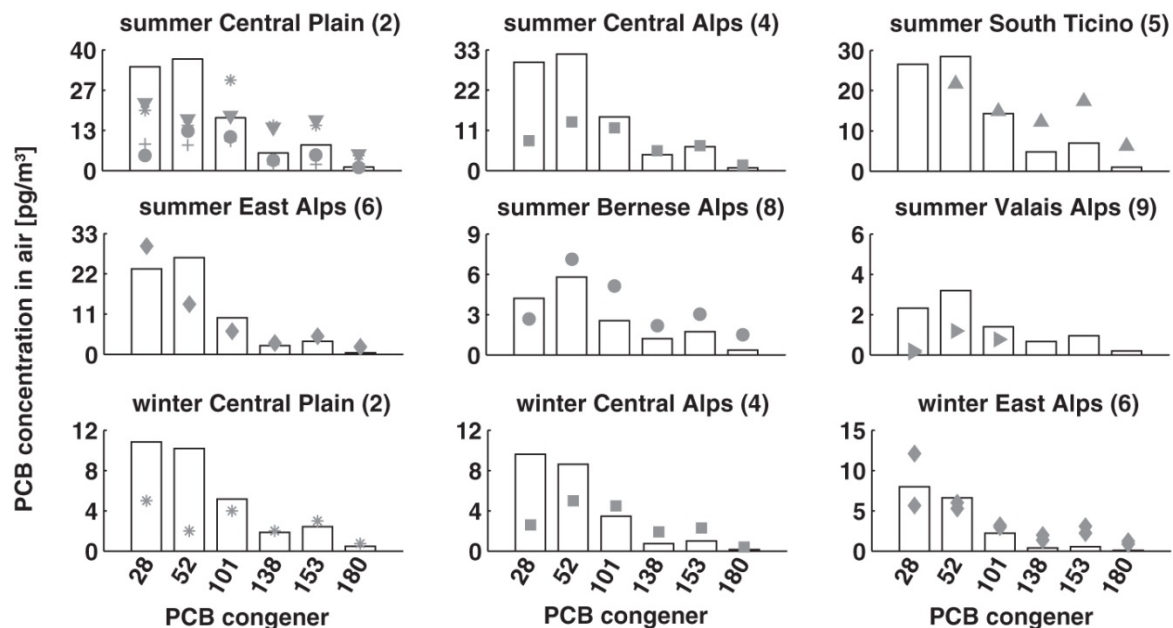 summer Central Plain (2)
40
27
13
0
summer Central Alps (4)
33
22
11
0
summer South Ticino (5)
30
20
10
0
PCB concentration in air [pg/m³]
summer East Alps (6)
33
22
11
0
summer Bernese Alps (8)
9
6
3
0
summer Valais Alps (9)
6
4
2
0
winter Central Plain (2)
12
8
4
0
28 52 101 138 153 180
PCB congener
winter Central Alps (4)
12
8
4
0
28 52 101 138 153 180
PCB congener
winter East Alps (6)
15
10
5
0
28 52 101 138 153 180
PCB congener